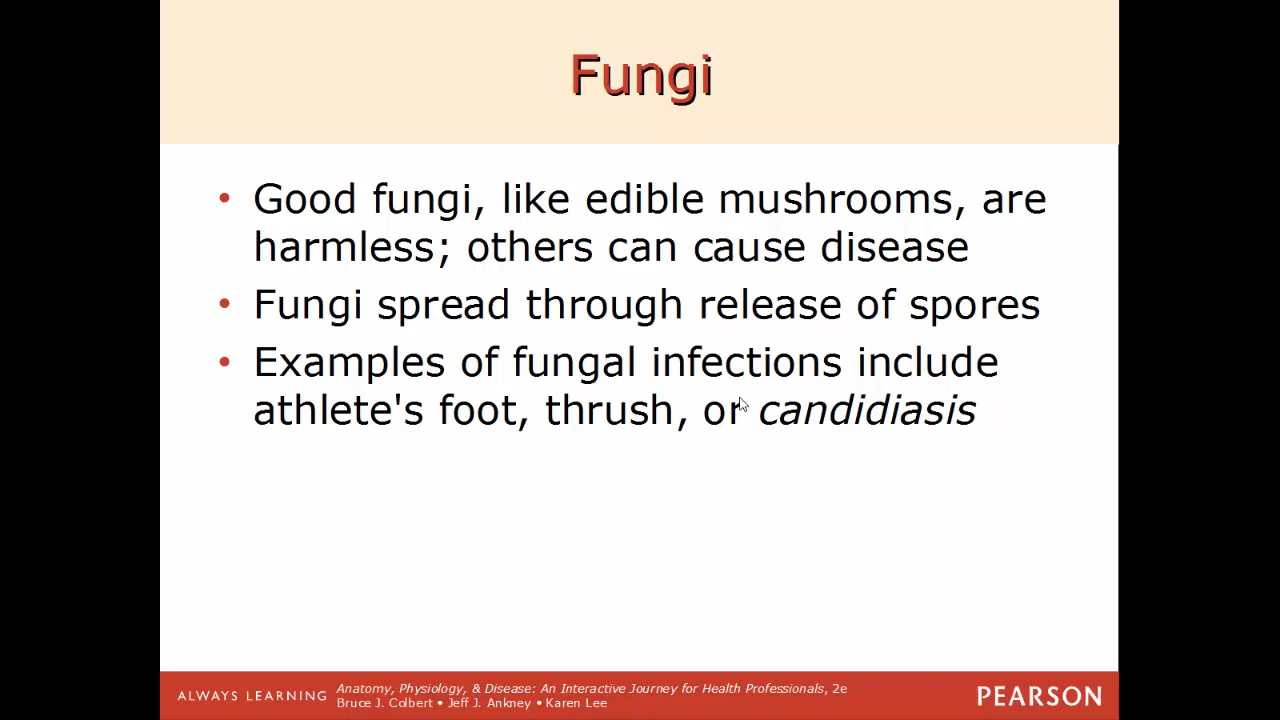 Fungi
• Good fungi, like edible mushrooms, are
harmless; others can cause disease
• Fungi spread through release of spores
• Examples of fungal infections include
athlete's foot, thrush, or candidiasis
ALWAYS LEARNING
Anatomy, Physiology, & Disease: An Interactive Journey for Health Professionals, 2e
Bruce J. Colbert • Jeff J. Ankney • Karen Lee
PEARSON